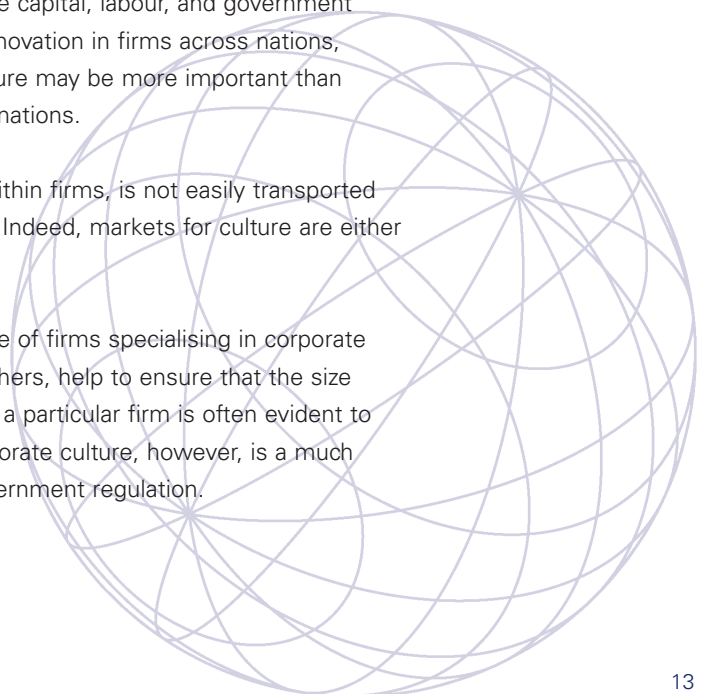 e capital, labour, and government
novation in firms across nations,
ure may be more important than
nations.
ithin firms, is not easily transported
Indeed, markets for culture are either
e of firms specialising in corporate
hers, help to ensure that the size
a particular firm is often evident to
orate culture, however, is a much
ernment regulation.
13